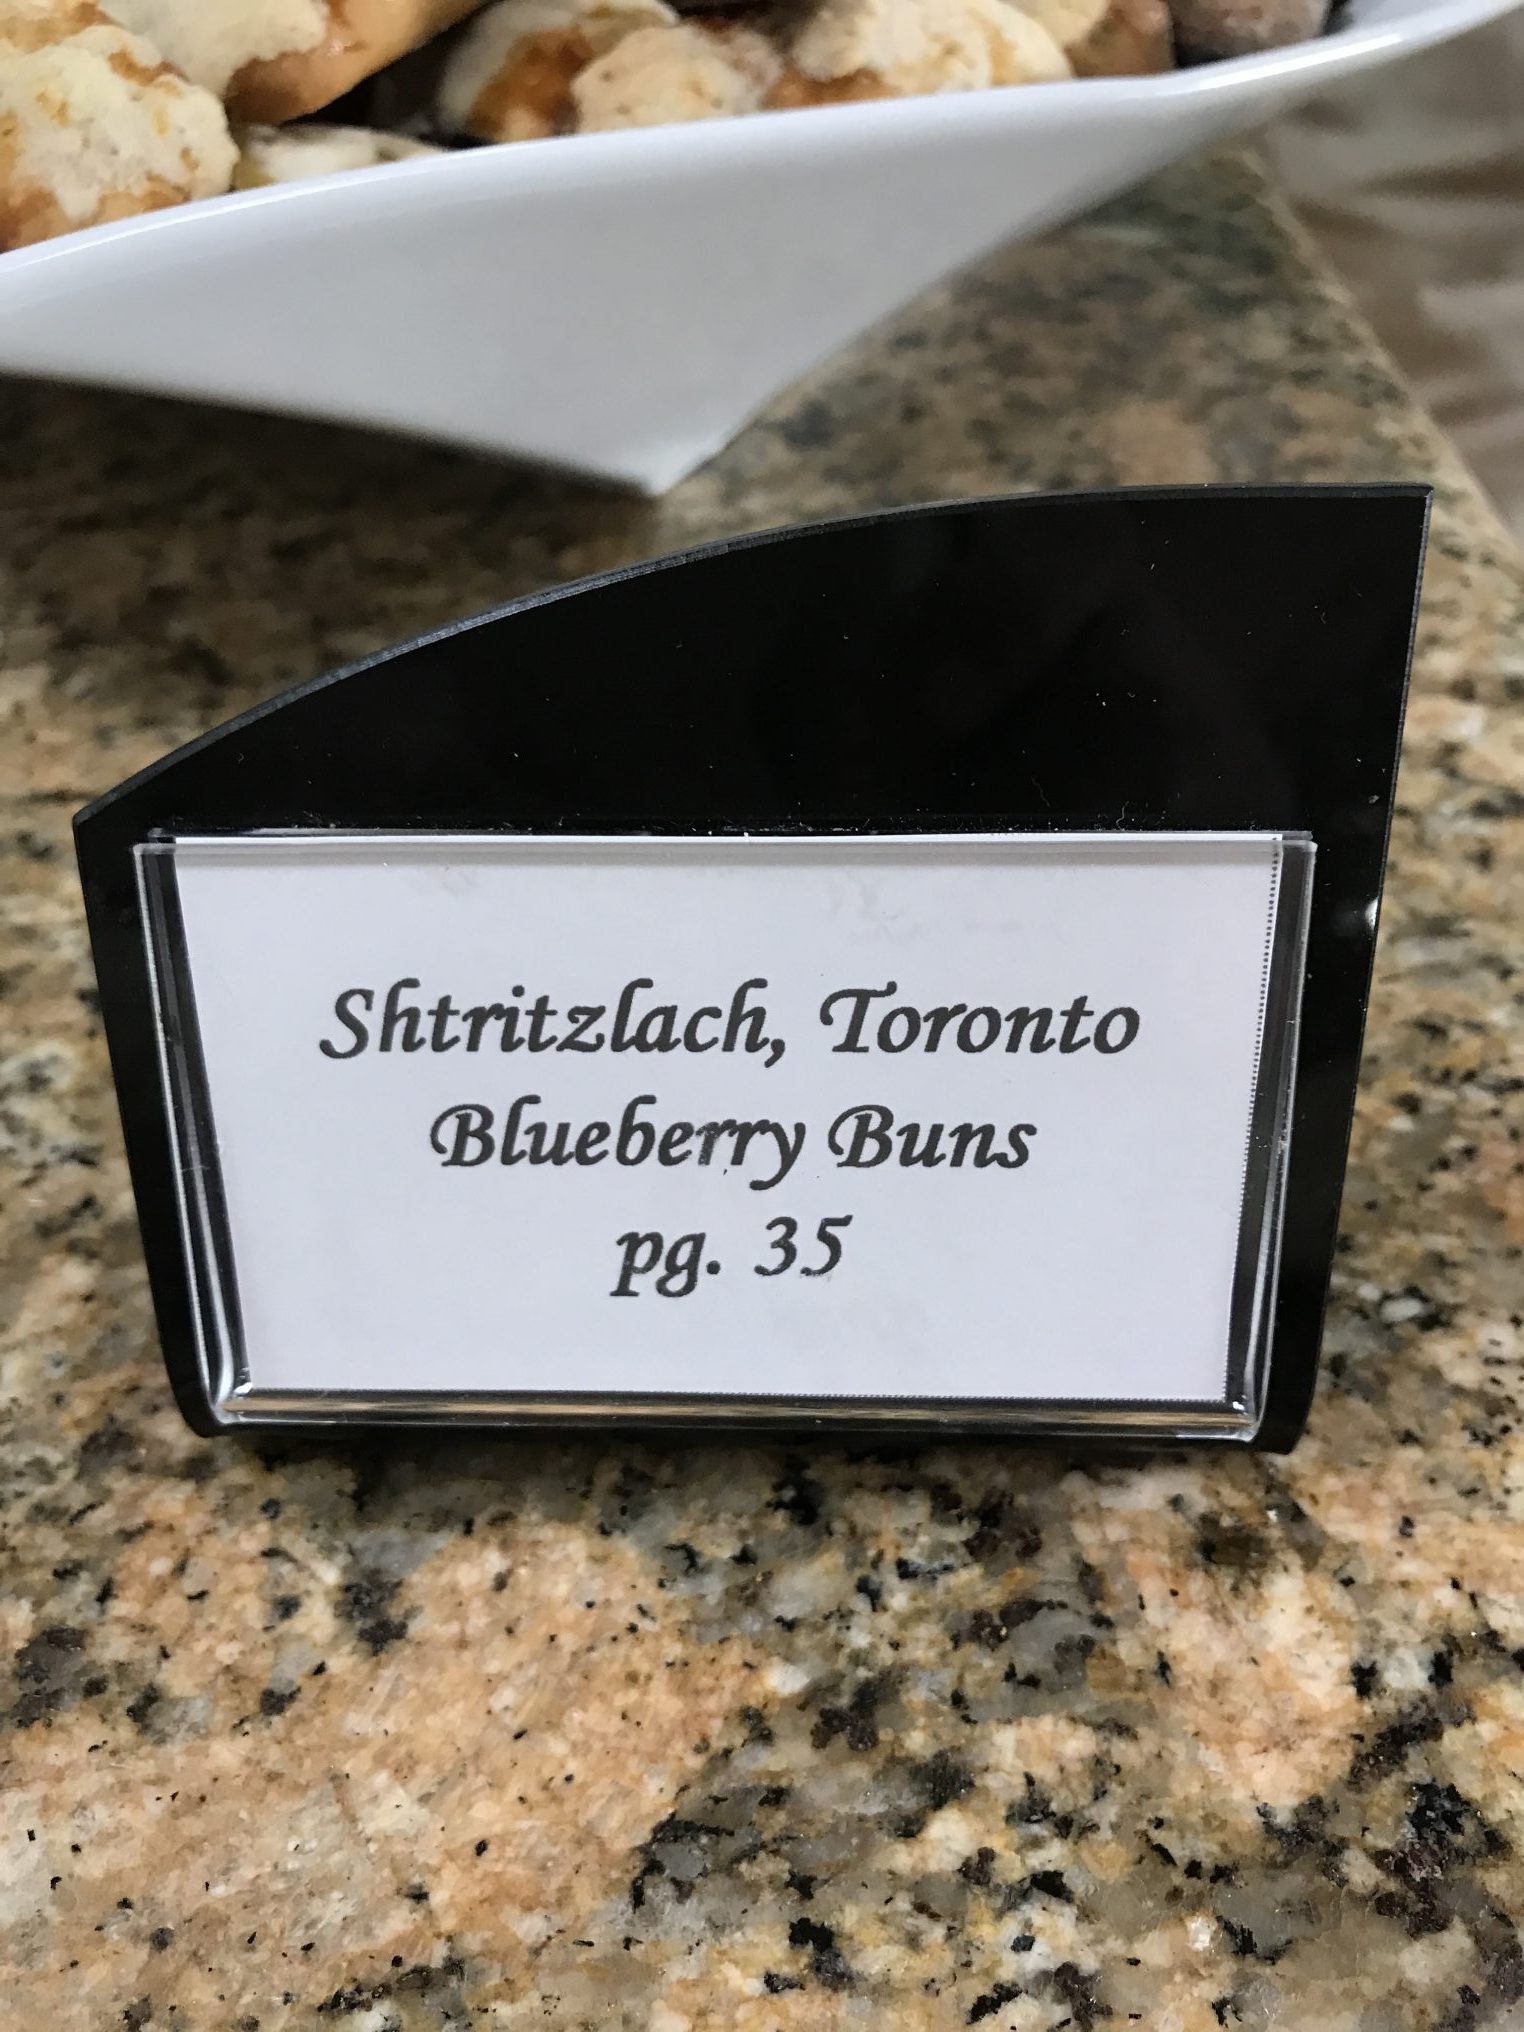 Shtritzlach, Toronto
Blueberry Buns
pg. 35